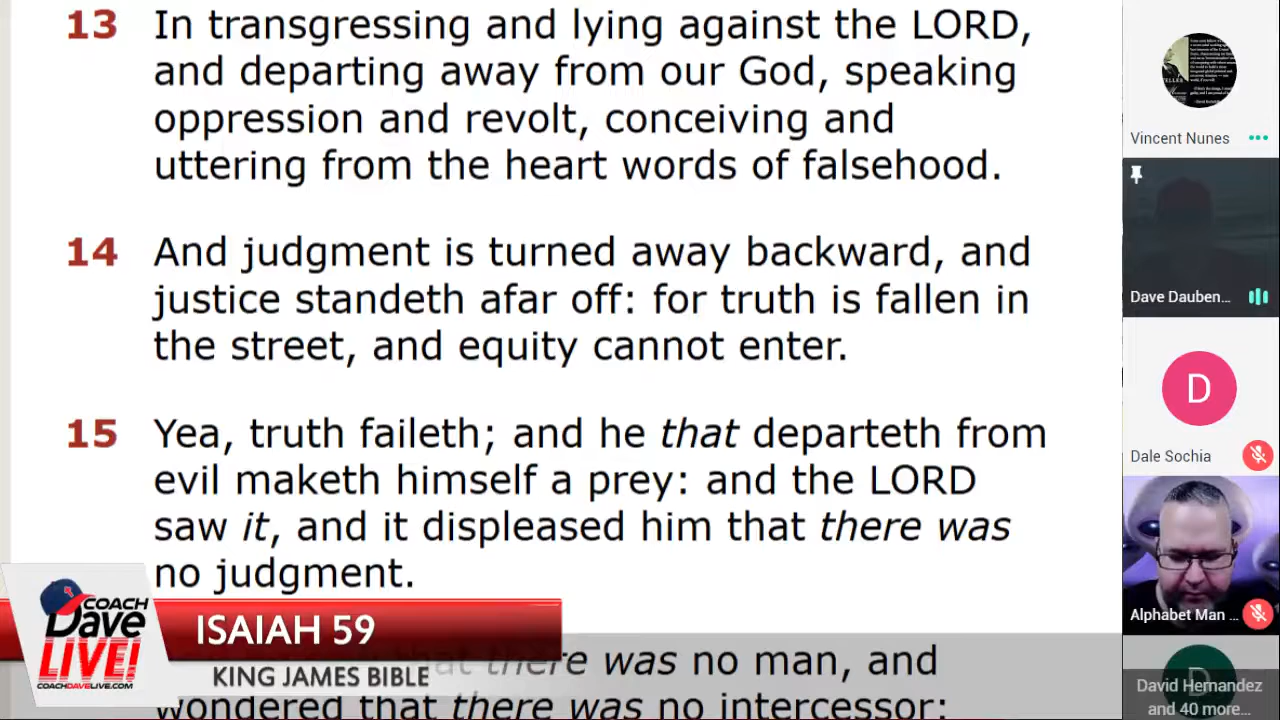 13 In transgressing and lying against the LORD,
and departing away from our God, speaking
oppression and revolt, conceiving and
uttering from the heart words of falsehood.
14 And judgment is turned away backward, and
justice standeth afar off: for truth is fallen in
the street, and equity cannot enter.
15 Yea, truth faileth; and he that departeth from
evil maketh himself a prey: and the LORD
saw it, and it displeased him that there was
no judgment.
that there was no man, and
wondered that there was no intercessor:
COACH
Dave
LIVE!
COACHDAVELIVE.COM
ISAIAH 59
KING JAMES BIBLE
Vincent Nunes
Dave Dauben...
D
Dale Sochia
Alphabet Man ...
D
David Hernandez
and 40 more...